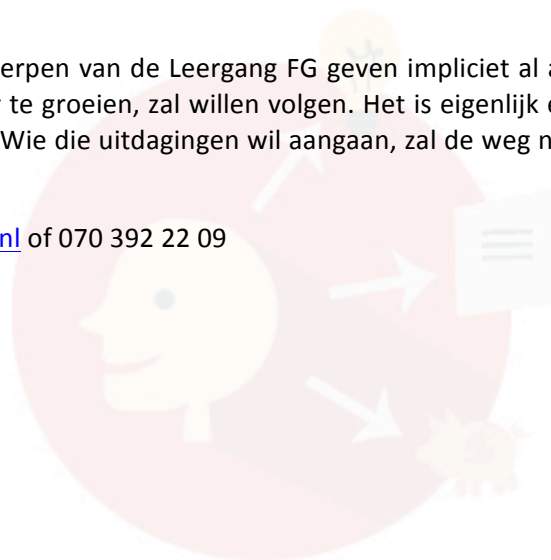 erpen van de Leergang FG geven impliciet al a
te groeien, zal willen volgen. Het is eigenlijk e
Wie die uitdagingen wil aangaan, zal de weg n
nl of 070 392 22 09